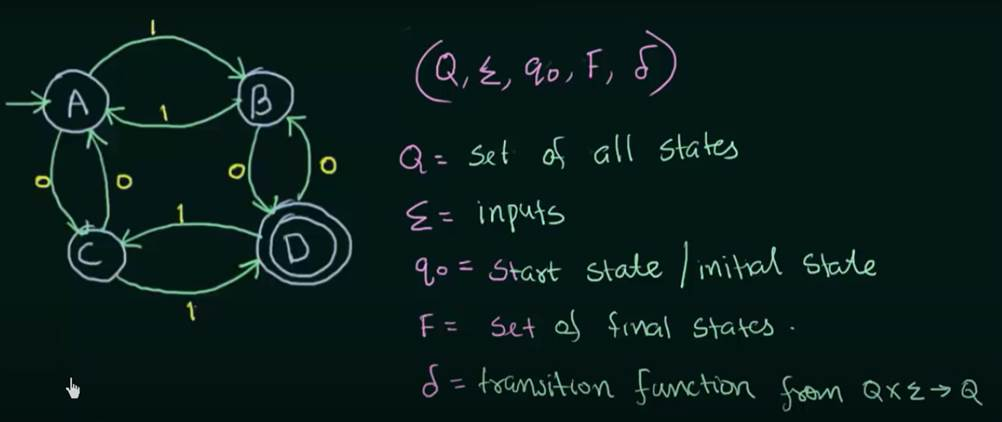 1
A
B
1
0
0
0
0
1
C
D
1
(Q, Σ, q0, F, δ)
Q = set of all states
Σ = inputs
q0 = start state / initial state
F = set of final states.
δ = transition function from Q×Σ→Q